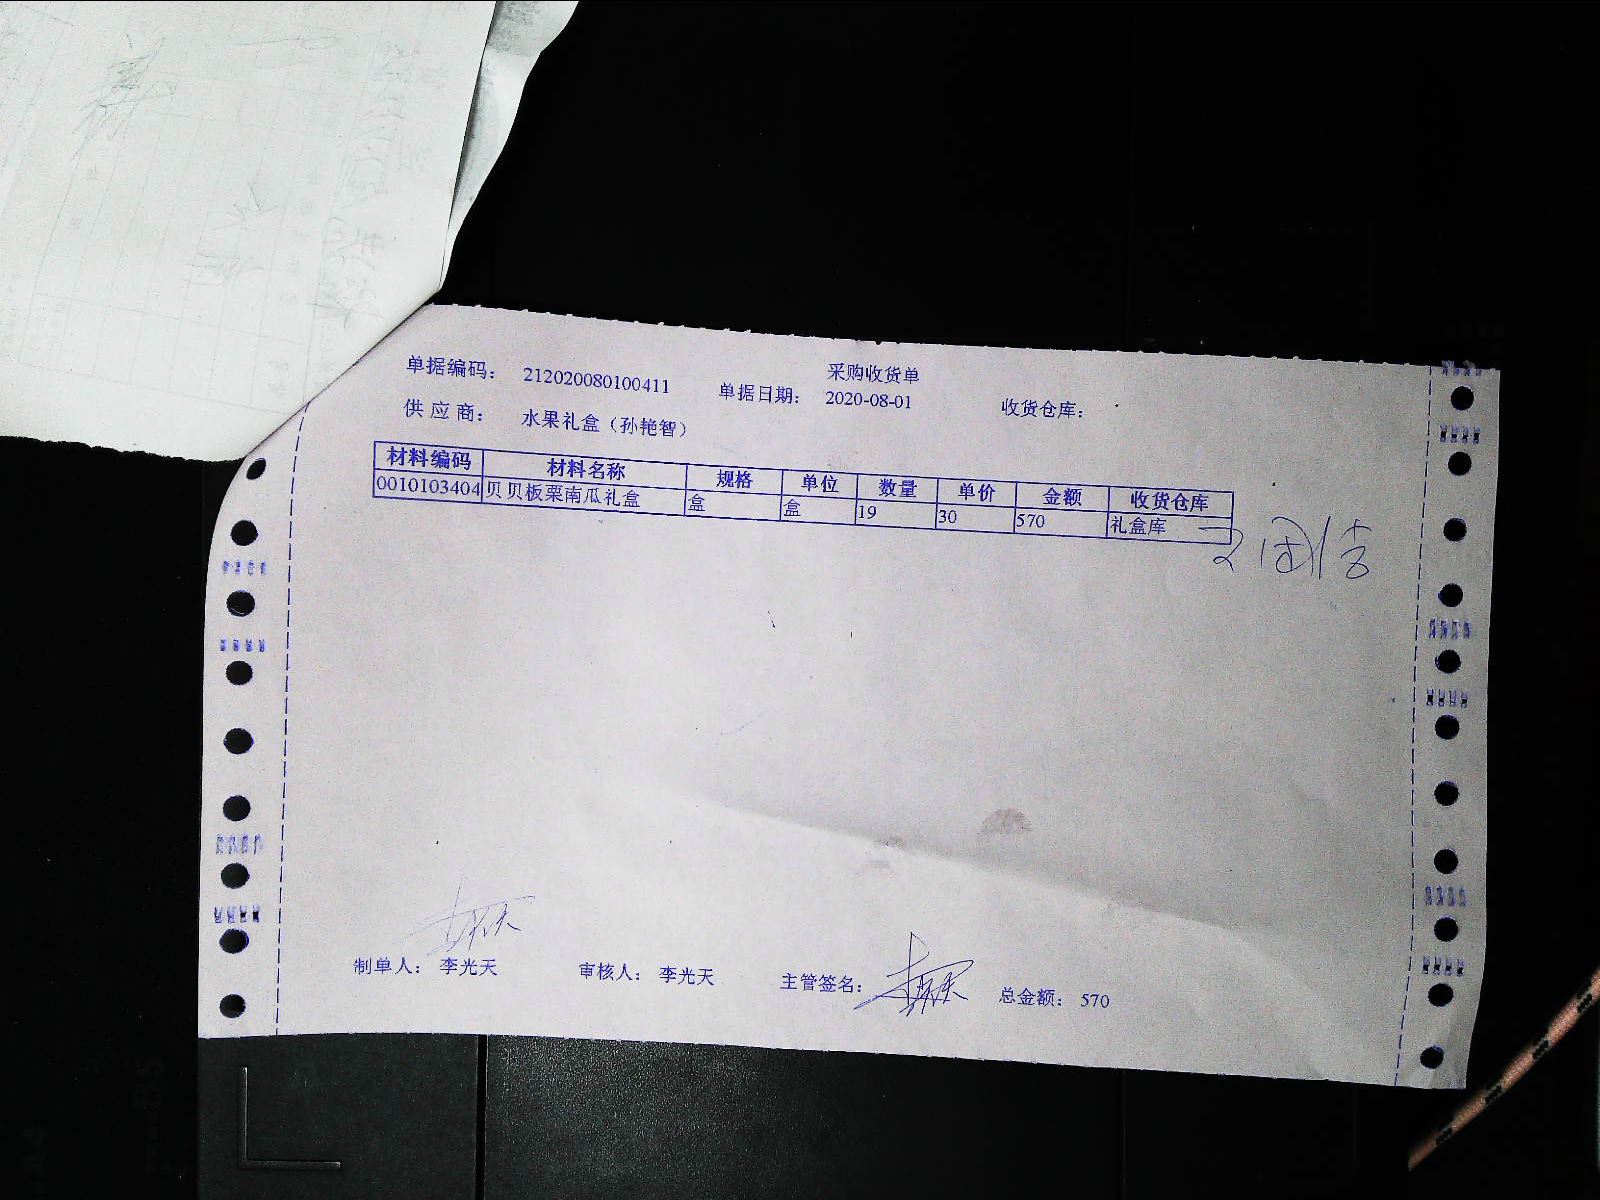 采购收货单
单据编码： 212020080100411 单据日期： 2020-08-01 收货仓库：
供应商： 水果礼盒（孙艳智）
材料编码 材料名称 规格 单位 数量 单价 金额 收货仓库
0010103404 贝贝板栗南瓜礼盒 盒 盒 19 30 570 礼盒库
制单人： 李光天 审核人： 李光天 主管签名： 总金额： 570